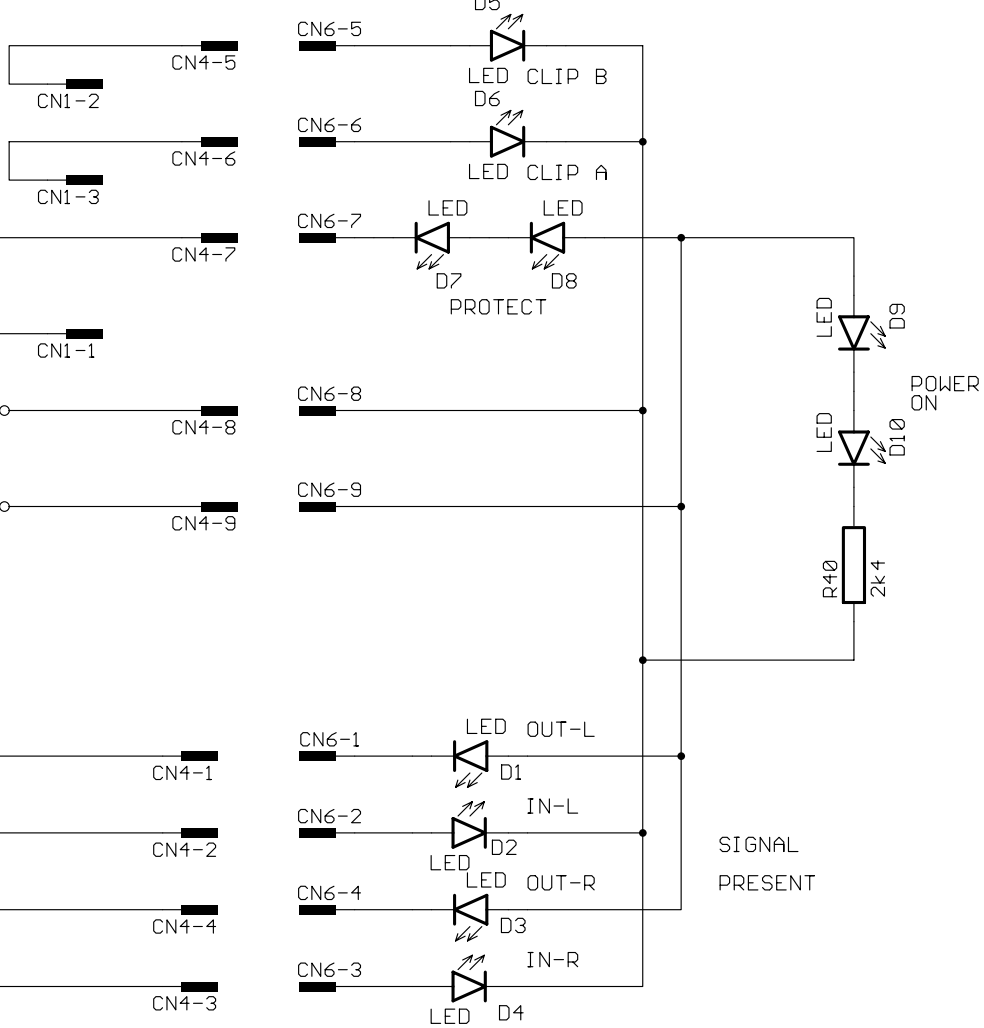 D5
CN6-5
CN4-5
LED CLIP B
CN1-2
D6
CN6-6
CN4-6
LED CLIP A
CN1-3
LED LED
CN6-7
CN4-7
D7 D8
PROTECT
LED D9
CN1-1
POWER
ON
CN6-8
CN4-8
LED D10
CN6-9
CN4-9
R40 2k4
LED OUT-L
CN6-1
CN4-1
D1
IN-L
CN6-2
CN4-2
D2
LED
SIGNAL
LED OUT-R
PRESENT
CN6-4
CN4-4
D3
IN-R
CN6-3
CN4-3
LED D4